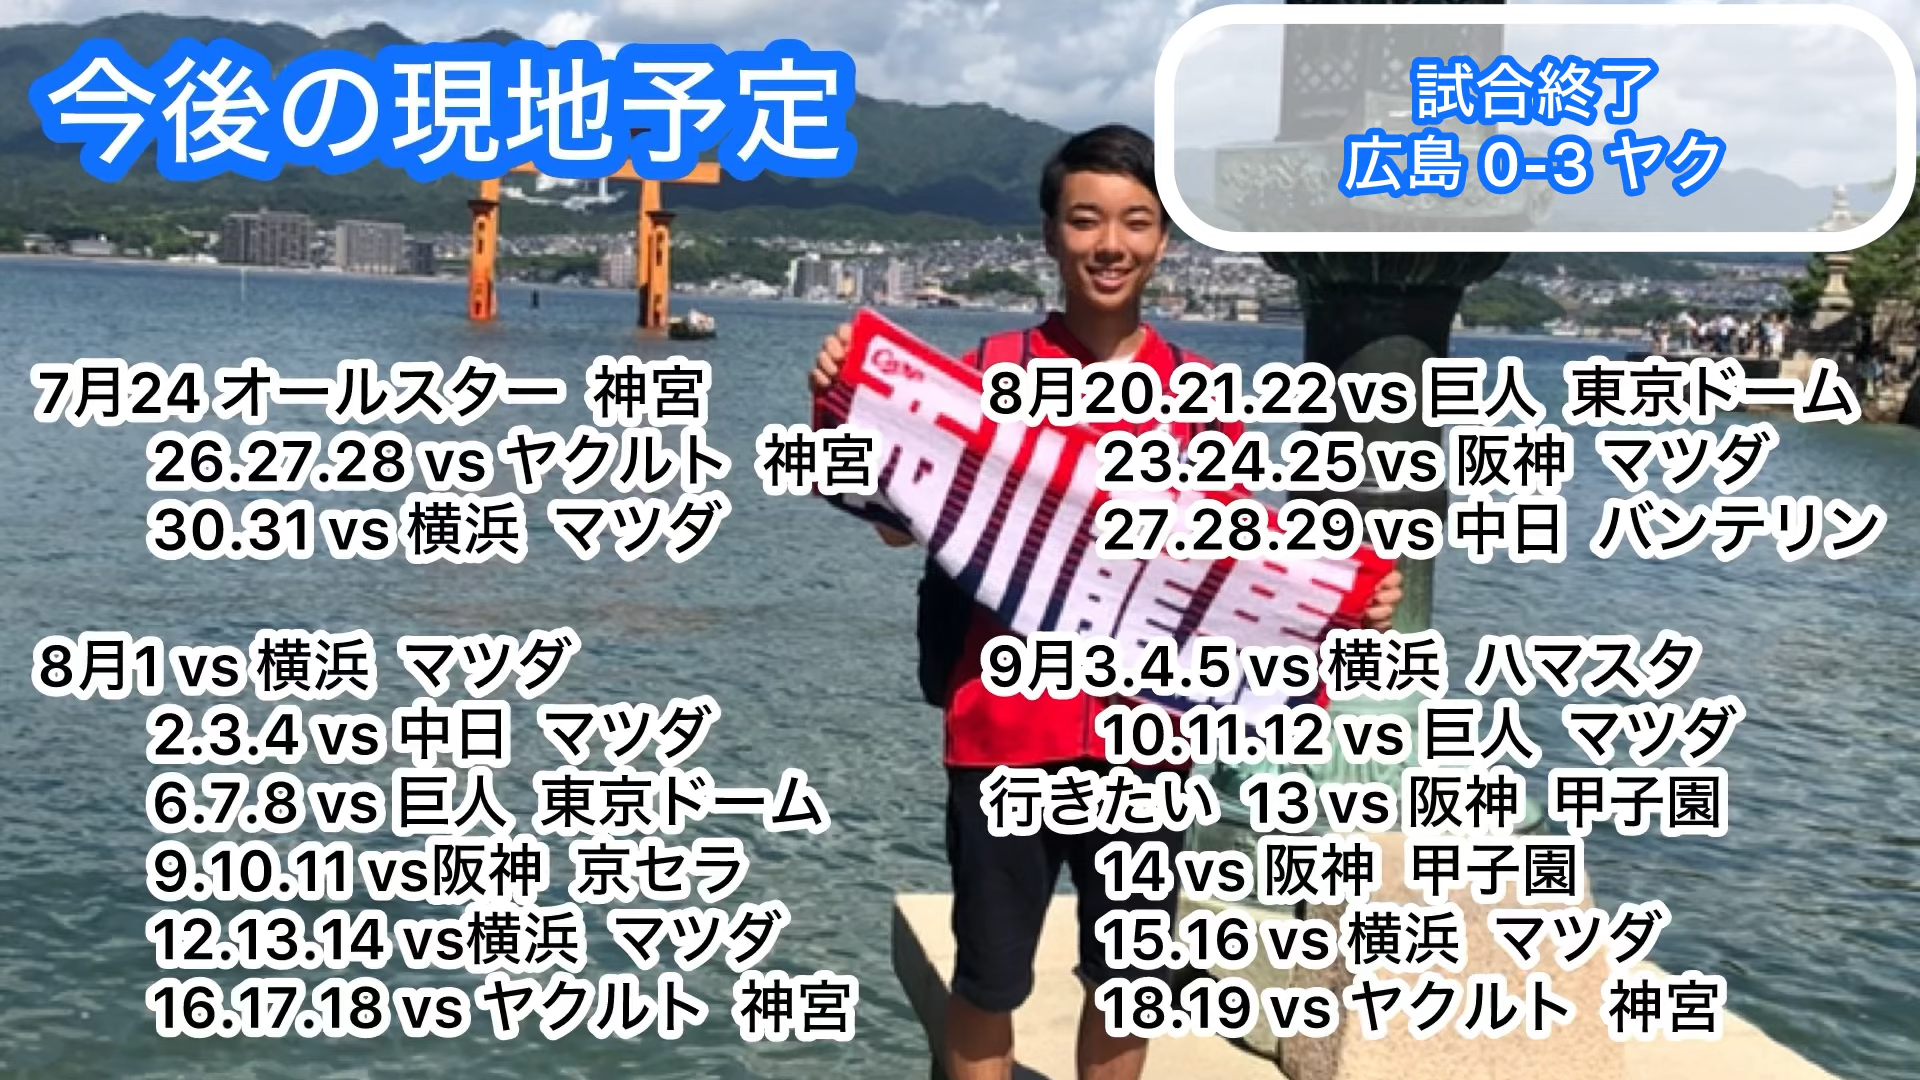 今後の現地予定
試合終了
広島 0-3 ヤク
7月24 オールスター 神宮
26.27.28 vs ヤクルト 神宮
30.31 vs 横浜 マツダ
8月1 vs 横浜 マツダ
2.3.4 vs 中日 マツダ
6.7.8 vs 巨人 東京ドーム
9.10.11 vs阪神 京セラ
12.13.14 vs横浜 マツダ
16.17.18 vs ヤクルト 神宮
8月20.21.22 vs 巨人 東京ドーム
23.24.25 vs 阪神 マツダ
27.28.29 vs 中日 バンテリン
9月3.4.5 vs 横浜 ハマスタ
10.11.12 vs 巨人 マツダ
行きたい 13 vs 阪神 甲子園
14 vs 阪神 甲子園
15.16 vs 横浜 マツダ
18.19 vs ヤクルト 神宮